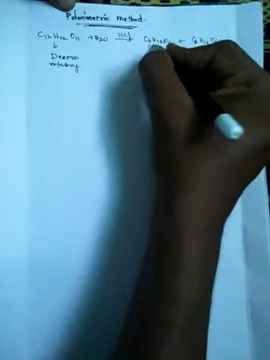 Polarimetric method.
C₁₂H₂₂O₁₁ + H₂O HCl → C₆H₁₂O₆ + C₆H₁₂O₆
↓
Dextro
rotatory